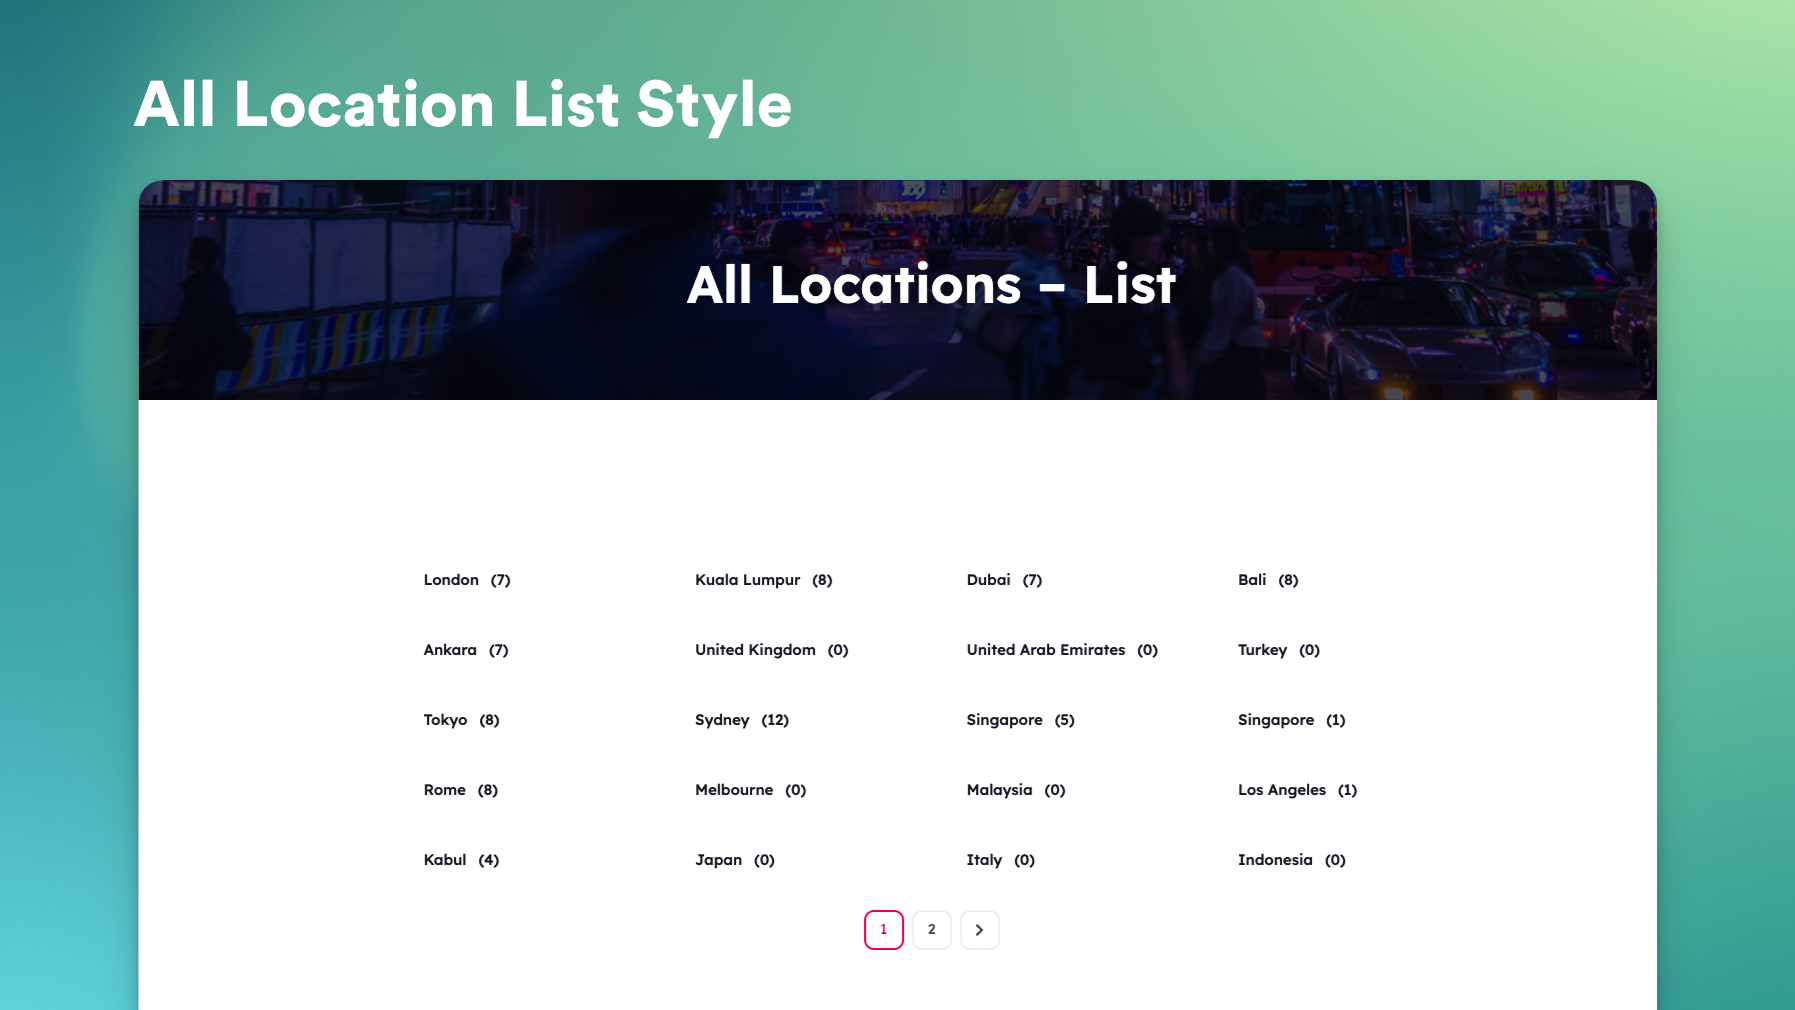 All Location List Style
All Locations – List
London (7) Kuala Lumpur (8) Dubai (7) Bali (8)
Ankara (7) United Kingdom (0) United Arab Emirates (0) Turkey (0)
Tokyo (8) Sydney (12) Singapore (5) Singapore (1)
Rome (8) Melbourne (0) Malaysia (0) Los Angeles (1)
Kabul (4) Japan (0) Italy (0) Indonesia (0)
1 2